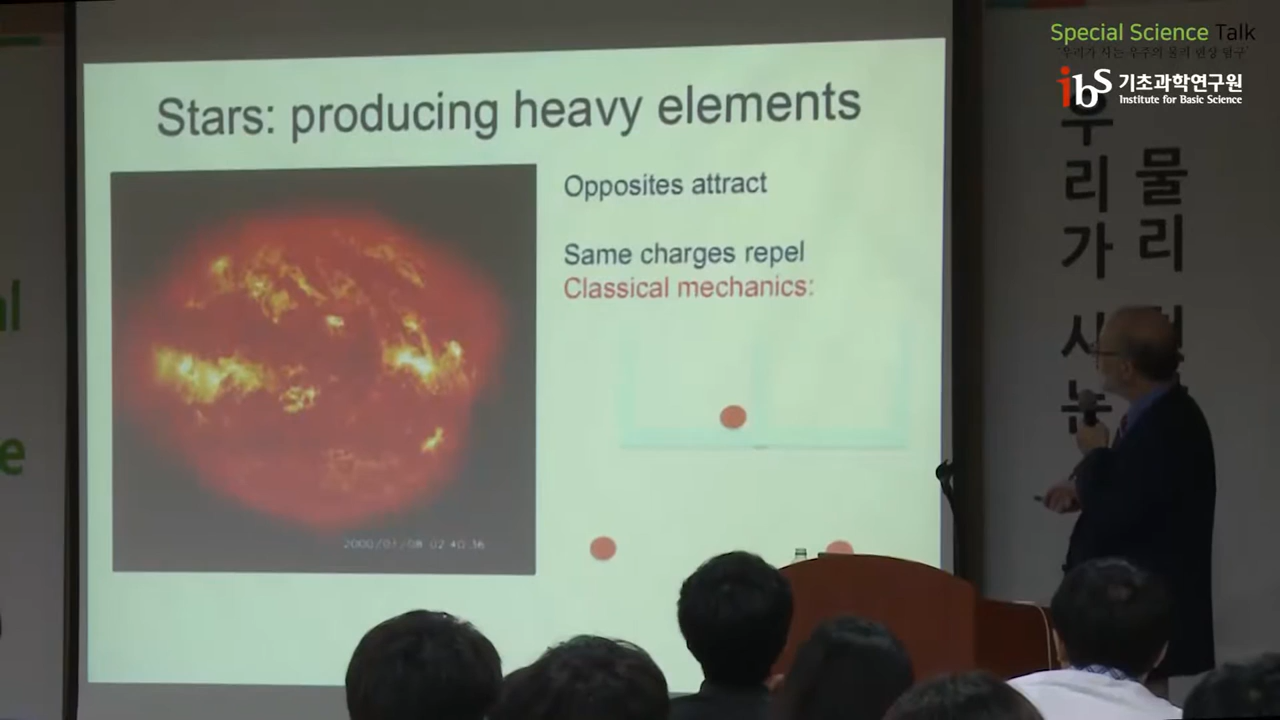 Special Science Talk
ibs 기초과학연구원
Institute for Basic Science
Stars: producing heavy elements
Opposites attract
Same charges repel
Classical mechanics:
2000/01/08 02:40:36
물리
우리가 사는
al
e